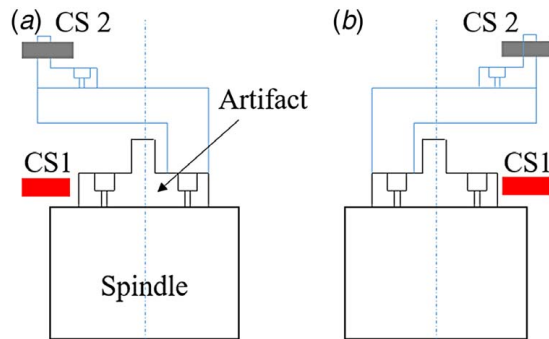 (a)
CS 2
(b)
CS 2
Artifact
CS1
CS1
Spindle